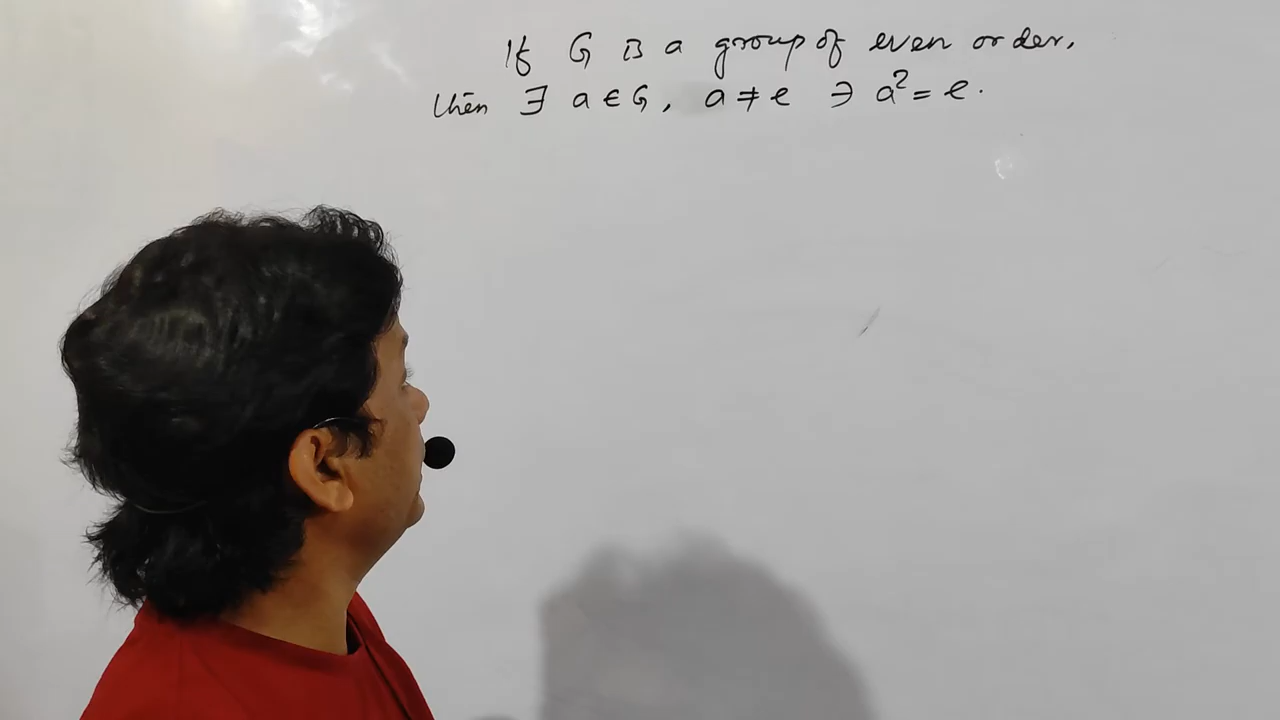 If G is a group of even order,
then ∃ a ∈ G, a ≠ e ∋ a² = e.